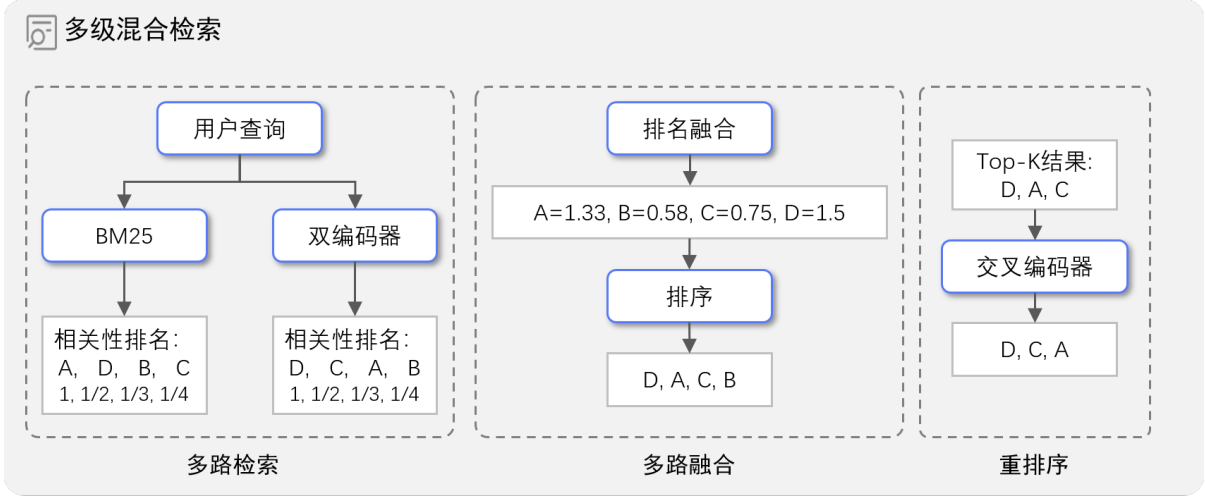 多级混合检索
用户查询
BM25
双编码器
相关性排名:
A, D, B, C
1, 1/2, 1/3, 1/4
相关性排名:
D, C, A, B
1, 1/2, 1/3, 1/4
多路检索
排名融合
A=1.33, B=0.58, C=0.75, D=1.5
排序
D, A, C, B
多路融合
Top-K结果:
D, A, C
交叉编码器
D, C, A
重排序